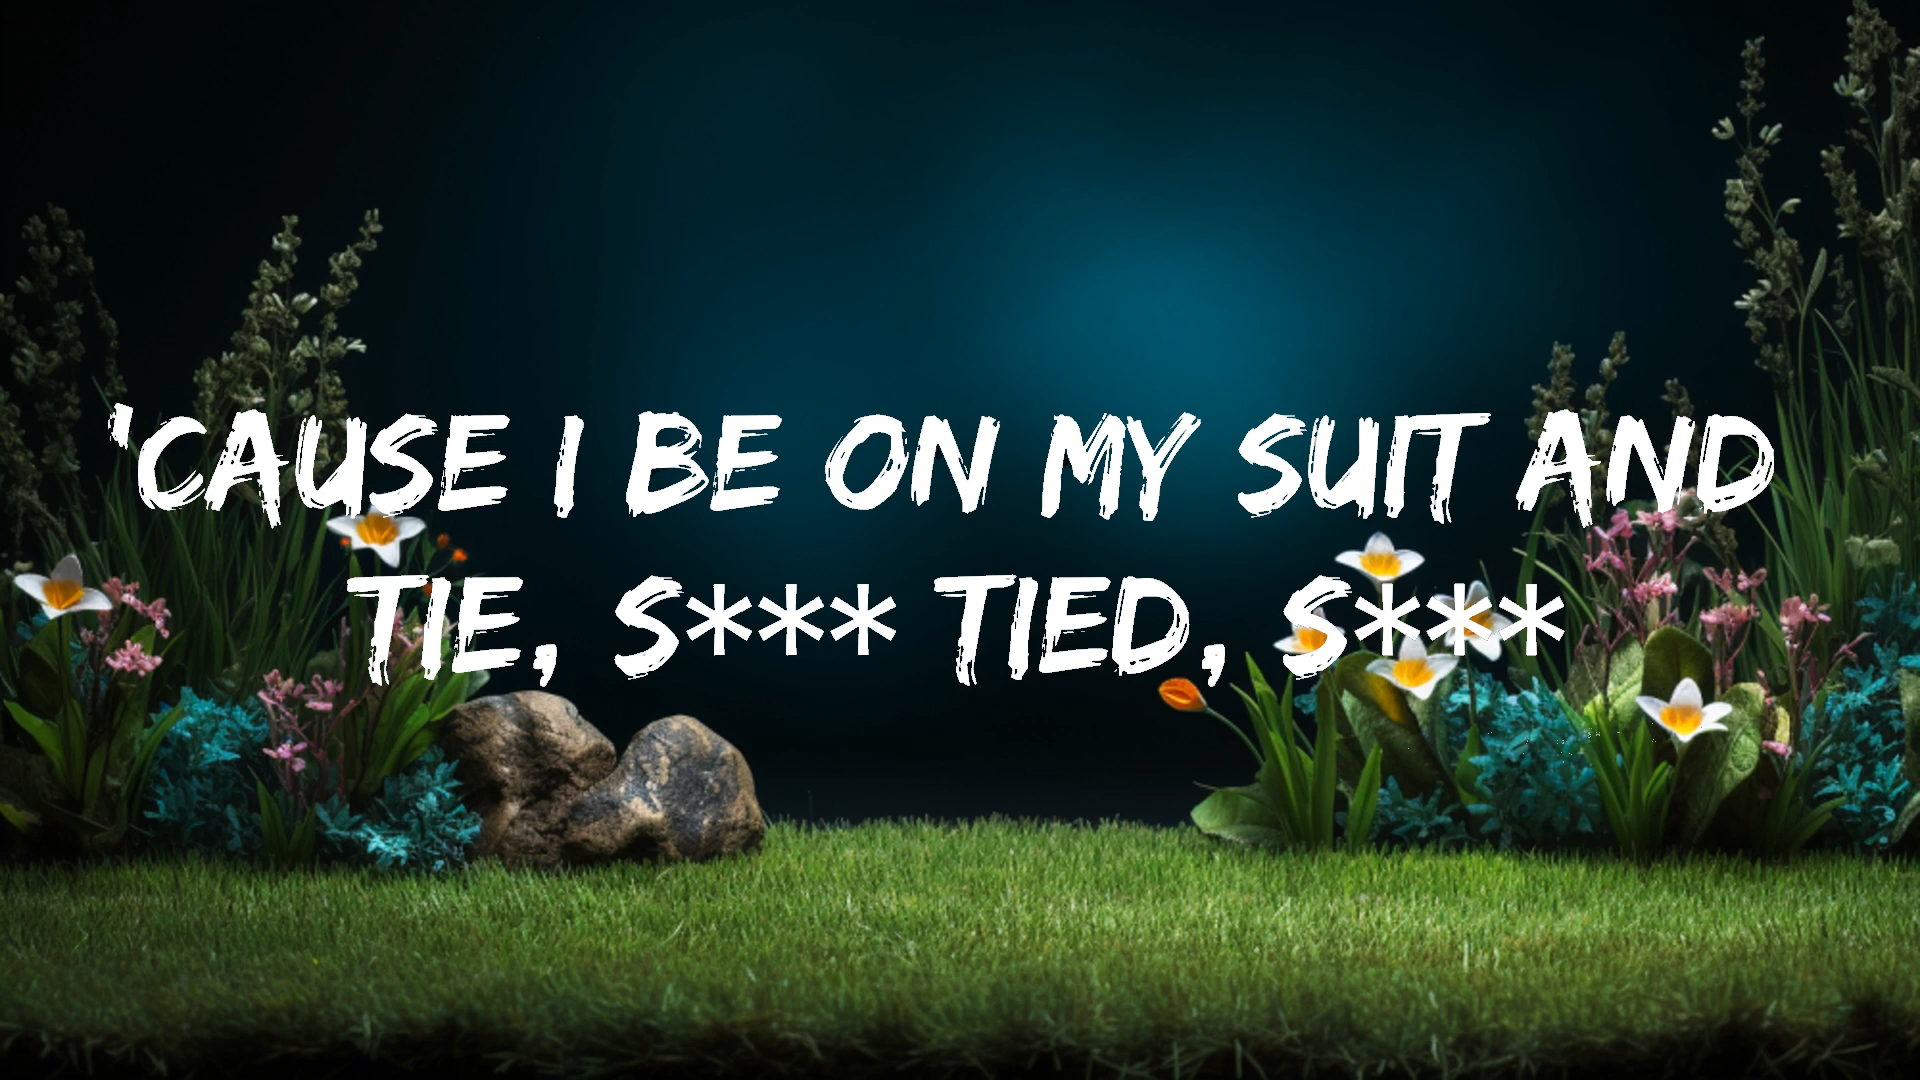 'CAUSE I BE ON MY SUIT AND
TIE, S*** TIED, S***